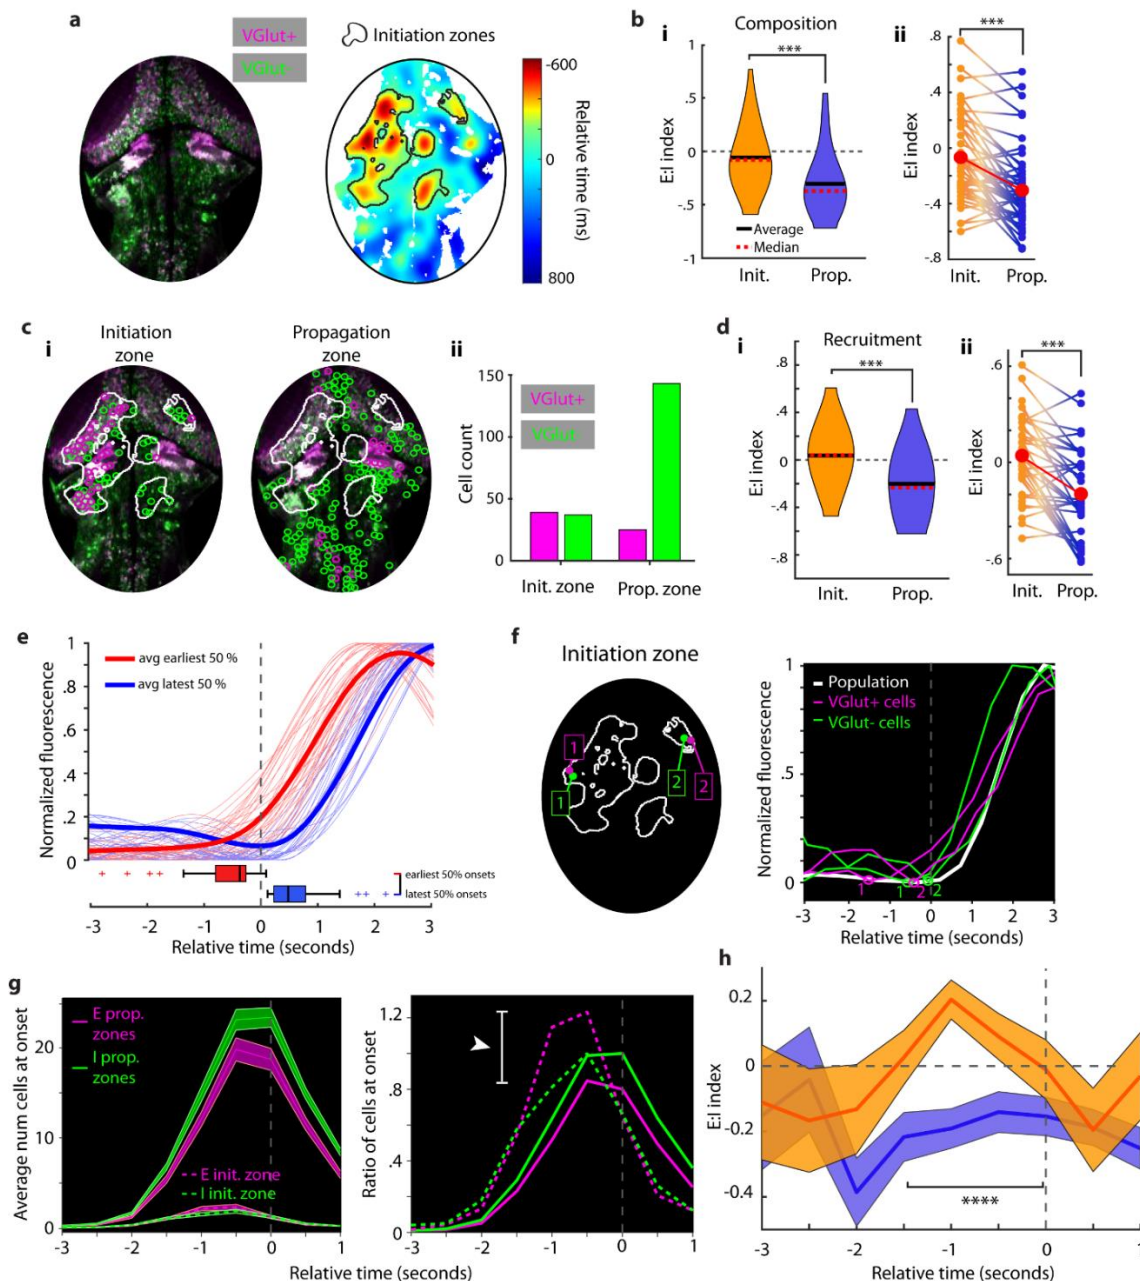 a
VGlut+
VGlut-
Initiation zones
-600
0
800
Relative time (ms)
b
i
Composition
***
1
.5
0
-.5
-1
E:I index
Average
Median
Init.
Prop.
ii
***
.8
.4
0
-.4
-.8
E:I index
Init.
Prop.
c
i
Initiation
zone
Propagation
zone
ii
150
100
50
0
Cell count
VGlut+
VGlut-
Init. zone
Prop. zone
d
i
Recruitment
***
.8
.4
0
-.4
-.8
E:I index
Init.
Prop.
ii
***
.6
0
-.6
E:I index
Init.
Prop.
e
1
.8
.6
.4
.2
0
Normalized fluorescence
avg earliest 50 %
avg latest 50 %
earliest 50% onsets
latest 50% onsets
-3
-2
-1
0
1
2
3
Relative time (seconds)
f
Initiation zone
1
1
2
2
1
.5
0
Normalized fluorescence
Population
VGlut+ cells
VGlut- cells
1
1
2
2
-3
-2
-1
0
1
2
3
Relative time (seconds)
g
20
10
0
Average num cells at onset
E prop.
zones
I prop.
zones
E init. zone
I init. zone
-3
-2
-1
0
1
1.2
.8
.4
0
Ratio of cells at onset
-3
-2
-1
0
1
Relative time (seconds)
h
0.2
0
-0.2
-0.4
E:I index
****
-3
-2
-1
0
1
Relative time (seconds)